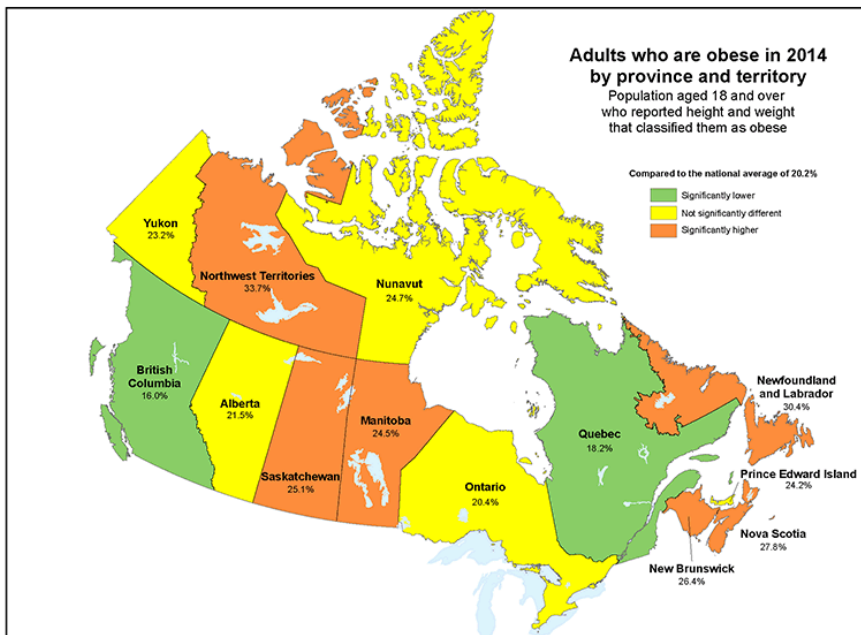 Adults who are obese in 2014
by province and territory
Population aged 18 and over
who reported height and weight
that classified them as obese
Compared to the national average of 20.2%
Significantly lower
Not significantly different
Significantly higher
Yukon
23.2%
Northwest Territories
33.7%
Nunavut
24.7%
British
Columbia
16.0%
Alberta
21.5%
Saskatchewan
25.1%
Manitoba
24.5%
Ontario
20.4%
Quebec
18.2%
Newfoundland
and Labrador
30.4%
Prince Edward Island
24.2%
Nova Scotia
27.8%
New Brunswick
26.4%